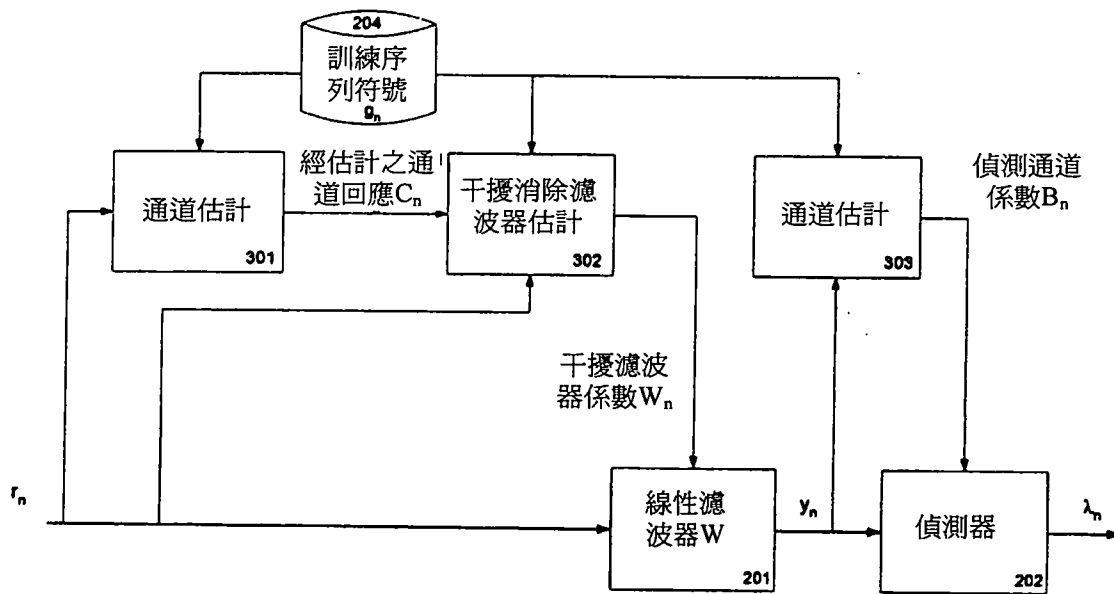 204
訓練序
列符號
gn
通道估計
301
經估計之通
道回應Cn
干擾消除濾
波器估計
302
通道估計
303
偵測通道
係數Bn
干擾濾波
器係數Wn
rn
線性濾
波器W
201
yn
偵測器
202
λn